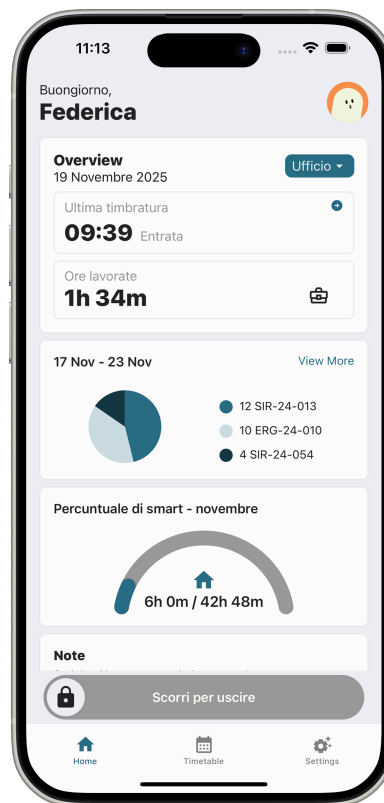 11:13
Buongiorno,
Federica
Overview
19 Novembre 2025
Ufficio
Ultima timbratura
09:39 Entrata
Ore lavorate
1h 34m
17 Nov - 23 Nov
View More
12 SIR-24-013
10 ERG-24-010
4 SIR-24-054
Percuntuale di smart - novembre
6h 0m / 42h 48m
Note
Scorri per uscire
Home
Timetable
Settings